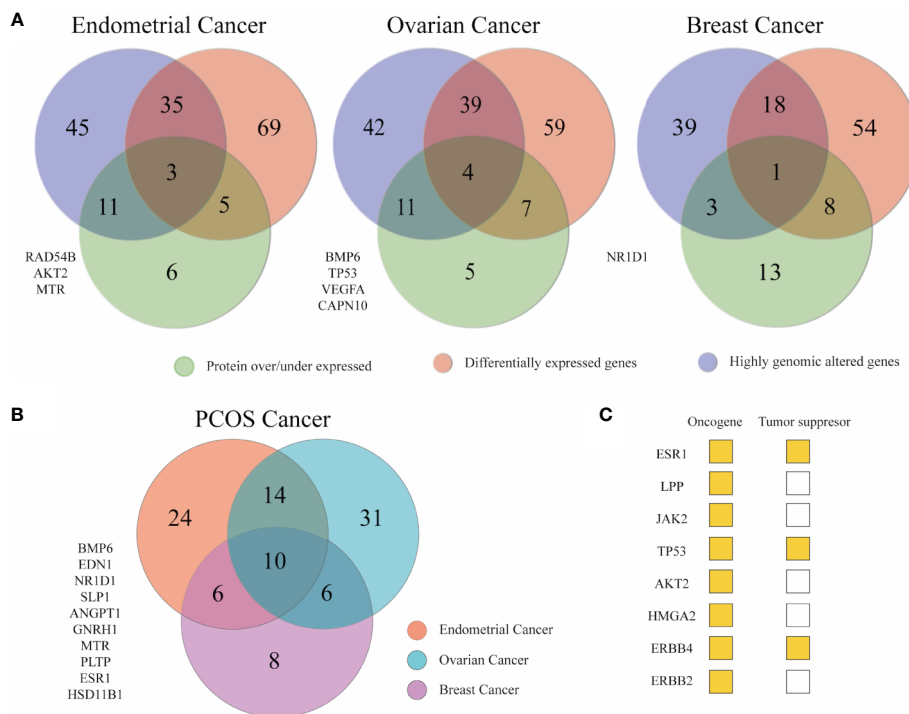 A
Endometrial Cancer
Ovarian Cancer
Breast Cancer
45
35
69
3
11
5
6
RAD54B
AKT2
MTR
42
39
59
4
11
7
5
BMP6
TP53
VEGFA
CAPN10
39
18
54
1
3
8
13
NR1D1
Protein over/under expressed
Differentially expressed genes
Highly genomic altered genes
B
PCOS Cancer
24
14
31
10
6
6
8
BMP6
EDN1
NR1D1
SLP1
ANGPT1
GNRH1
MTR
PLTP
ESR1
HSD11B1
Endometrial Cancer
Ovarian Cancer
Breast Cancer
C
Oncogene Tumor suppresor
ESR1
LPP
JAK2
TP53
AKT2
HMGA2
ERBB4
ERBB2